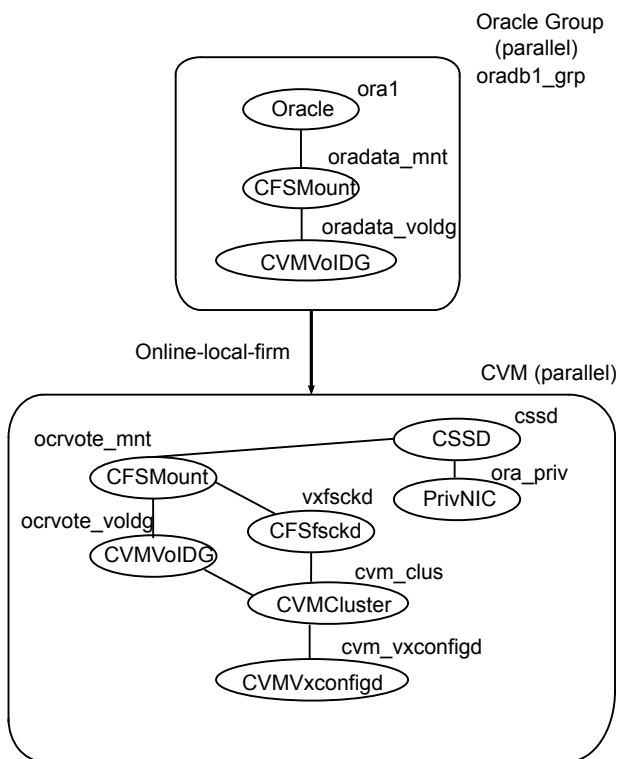 Oracle Group
(parallel)
oradb1_grp
ora1
Oracle
oradata_mnt
CFSMount
oradata_voldg
CVMVolDG
Online-local-firm
CVM (parallel)
cssd
ocrvote_mnt
CSSD
ora_priv
CFSMount
PrivNIC
vxfsckd
ocrvote_voldg
CFSfsckd
CVMVolDG
cvm_clus
CVMCluster
cvm_vxconfigd
CVMVxconfigd